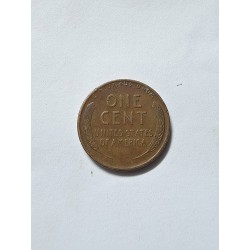 ONE
CENT
UNITED STATES
OF AMERICA